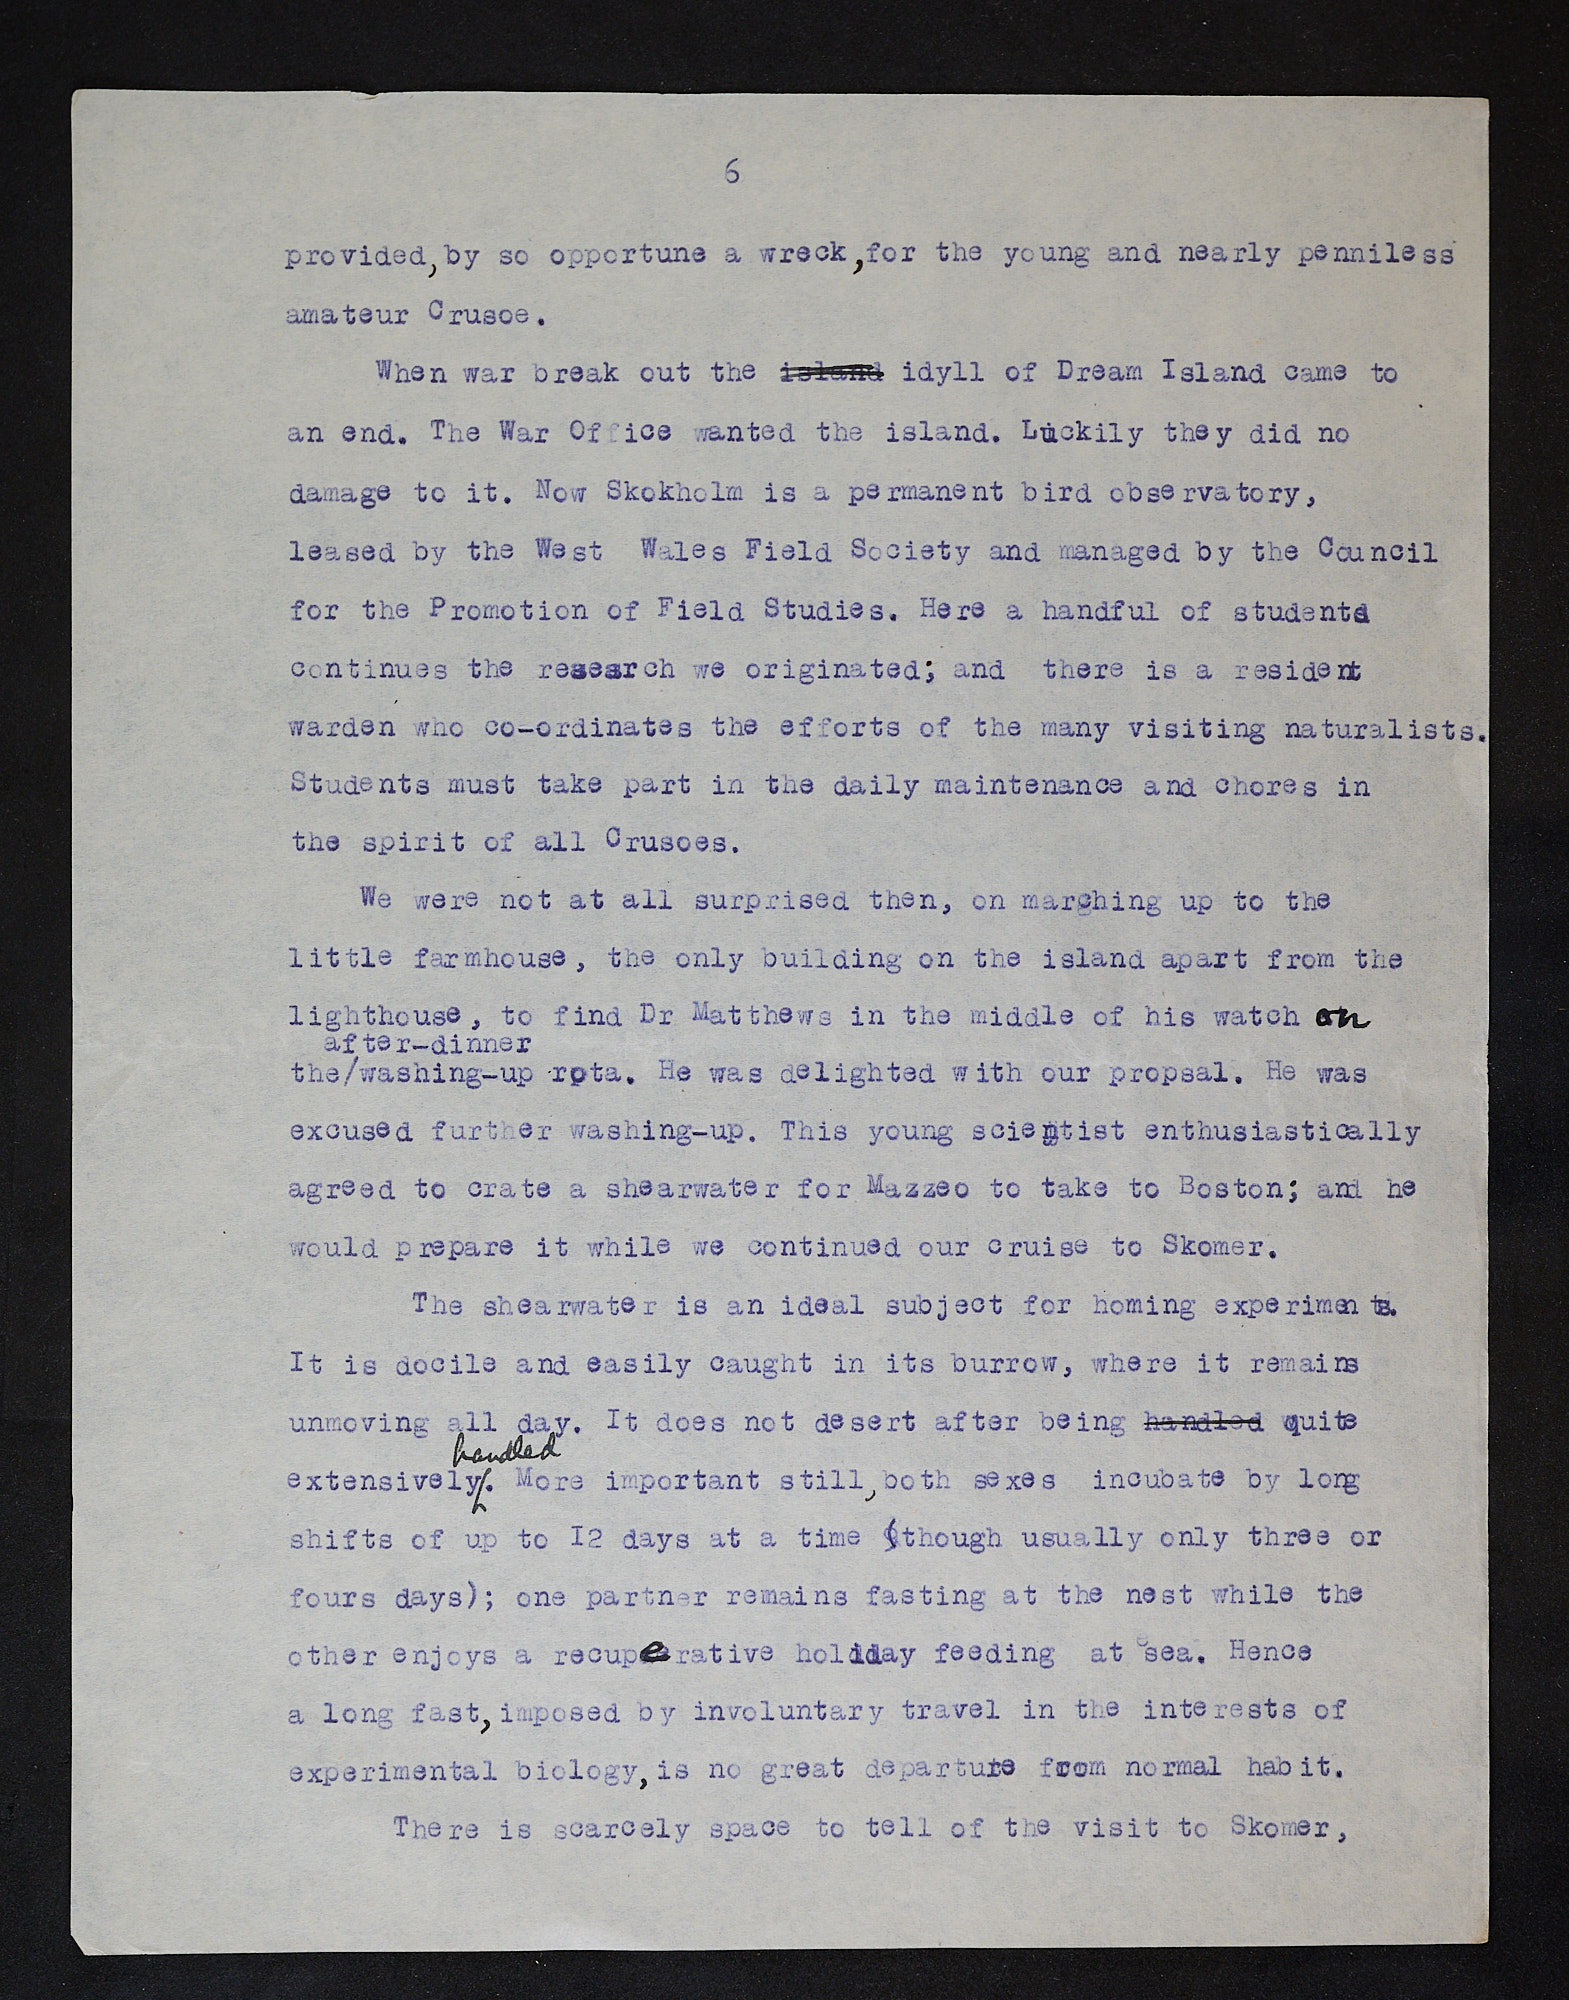 6
provided, by so opportune a wreck, for the young and nearly penniless
amateur Crusoe.
When war break out the island idyll of Dream Island came to
an end. The War Office wanted the island. Luckily they did no
damage to it. Now Skokholm is a permanent bird observatory,
leased by the West Wales Field Society and managed by the Council
for the Promotion of Field Studies. Here a handful of students
continues the research we originated; and there is a resident
warden who co-ordinates the efforts of the many visiting naturalists.
Students must take part in the daily maintenance and chores in
the spirit of all Crusoes.
We were not at all surprised then, on marching up to the
little farmhouse, the only building on the island apart from the
lighthouse, to find Dr Matthews in the middle of his watch on
after-dinner
the/washing-up rota. He was delighted with our propsal. He was
excused further washing-up. This young scientist enthusiastically
agreed to crate a shearwater for Mazzeo to take to Boston; and he
would prepare it while we continued our cruise to Skomer.
The shearwater is an ideal subject for homing experiments.
It is docile and easily caught in its burrow, where it remains
unmoving all day. It does not desert after being handled quite
handled
extensively. More important still, both sexes incubate by long
shifts of up to I2 days at a time (though usually only three or
fours days); one partner remains fasting at the nest while the
other enjoys a recuperative holiday feeding at sea. Hence
a long fast, imposed by involuntary travel in the interests of
experimental biology, is no great departure from normal habit.
There is scarcely space to tell of the visit to Skomer,